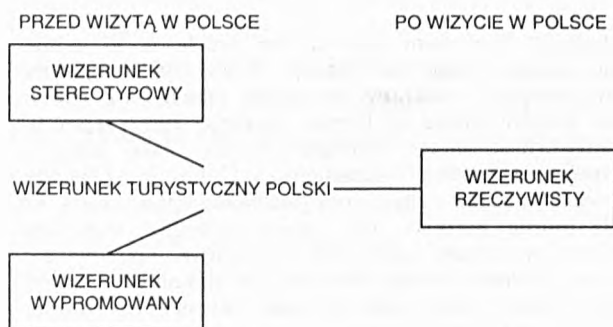 PRZED WIZYTĄ W POLSCE
PO WIZYCIE W POLSCE
WIZERUNEK
STEREOTYPOWY
WIZERUNEK TURYSTYCZNY POLSKI
WIZERUNEK
RZECZYWISTY
WIZERUNEK
WYPROMOWANY